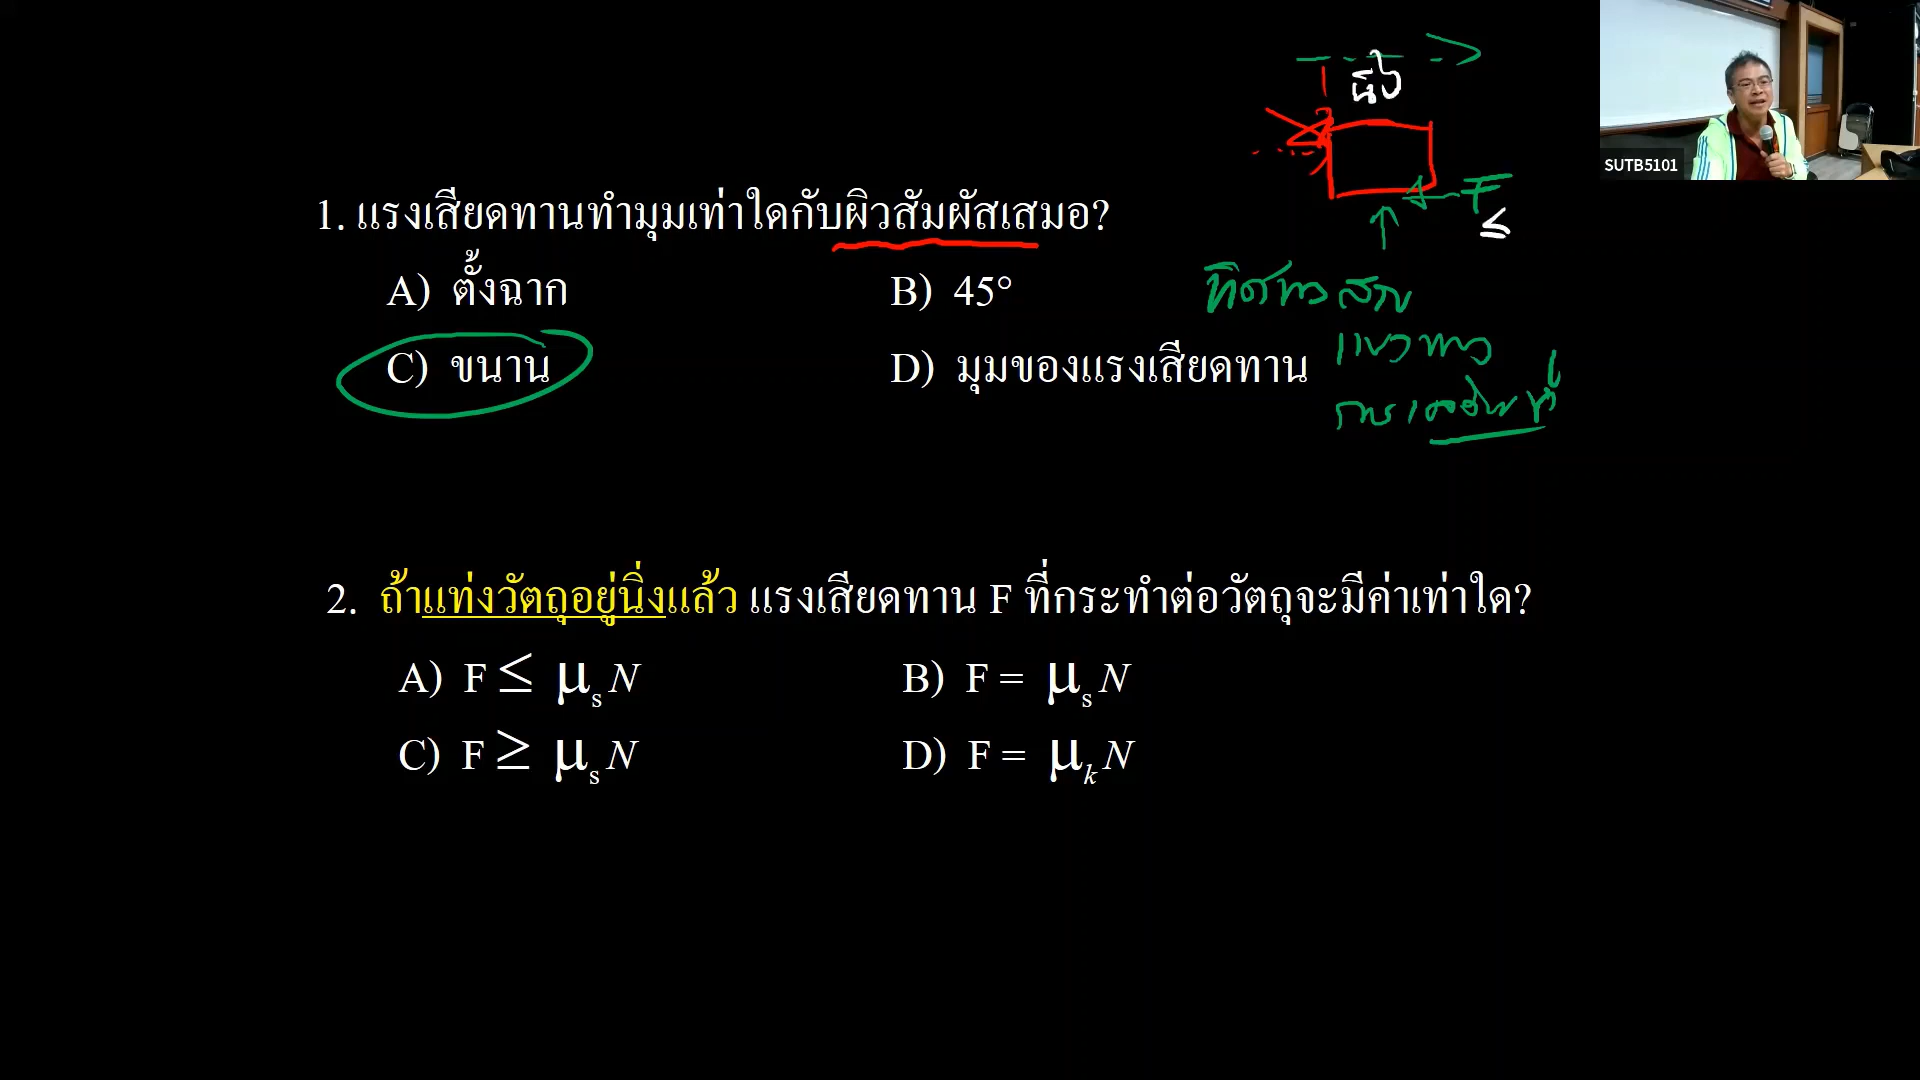 SUTB5101
นิ่ง
F
≤
1. แรงเสียดทานทำมุมเท่าใดกับผิวสัมผัสเสมอ?
A) ตั้งฉาก
B) 45°
C) ขนาน
D) มุมของแรงเสียดทาน
ทิศทาง สวน
แนวทาง
การเคลื่อนที่
2. ถ้าแท่งวัตถุอยู่นิ่งแล้ว แรงเสียดทาน F ที่กระทำต่อวัตถุจะมีค่าเท่าใด?
A) F ≤ μsN
B) F = μsN
C) F ≥ μsN
D) F = μkN